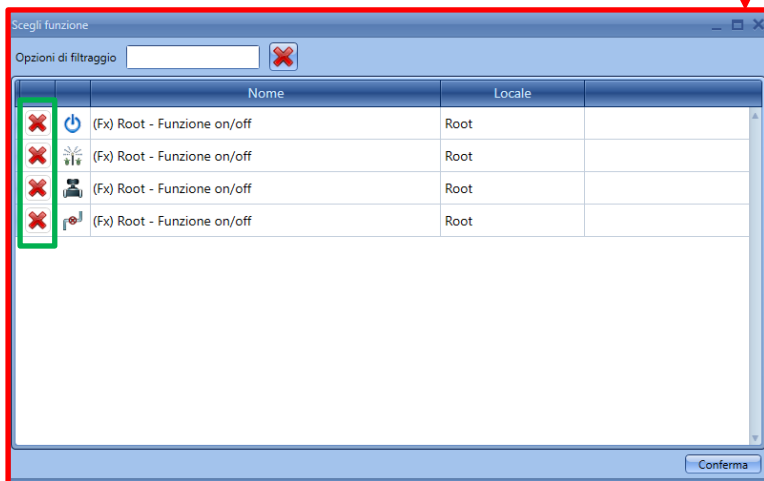 Scegli funzione
Opzioni di filtraggio
Nome Locale
(Fx) Root - Funzione on/off Root
(Fx) Root - Funzione on/off Root
(Fx) Root - Funzione on/off Root
(Fx) Root - Funzione on/off Root
Conferma